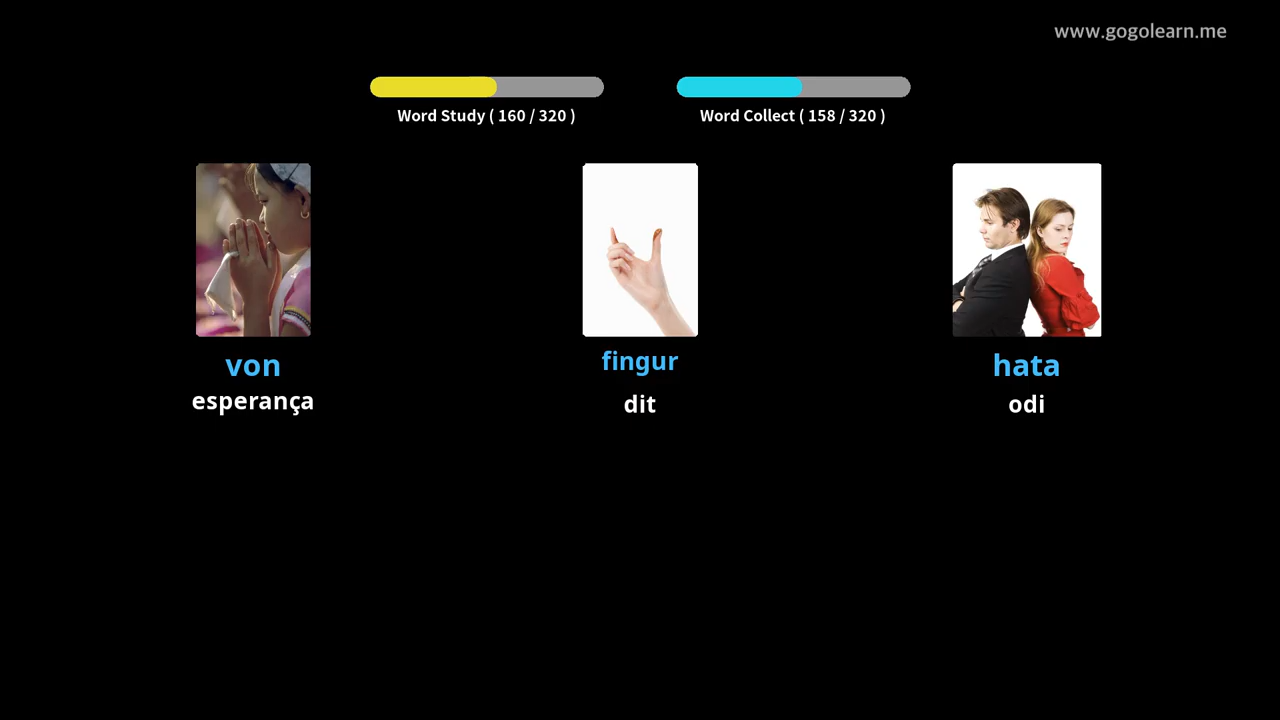 www.gogolearn.me
Word Study ( 160 / 320 )
Word Collect ( 158 / 320 )
von
fingur
hata
esperança
dit
odi